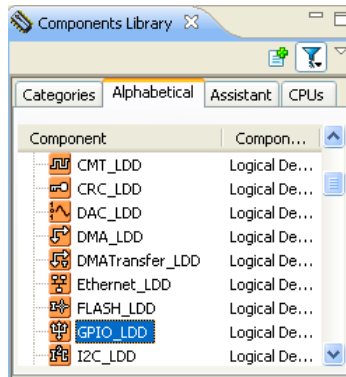 Components Library
Categories Alphabetical Assistant CPUs
Component Compon...
CMT_LDD Logical De...
CRC_LDD Logical De...
DAC_LDD Logical De...
DMA_LDD Logical De...
DMATransfer_LDD Logical De...
Ethernet_LDD Logical De...
FLASH_LDD Logical De...
GPIO_LDD Logical De...
I2C_LDD Logical De...